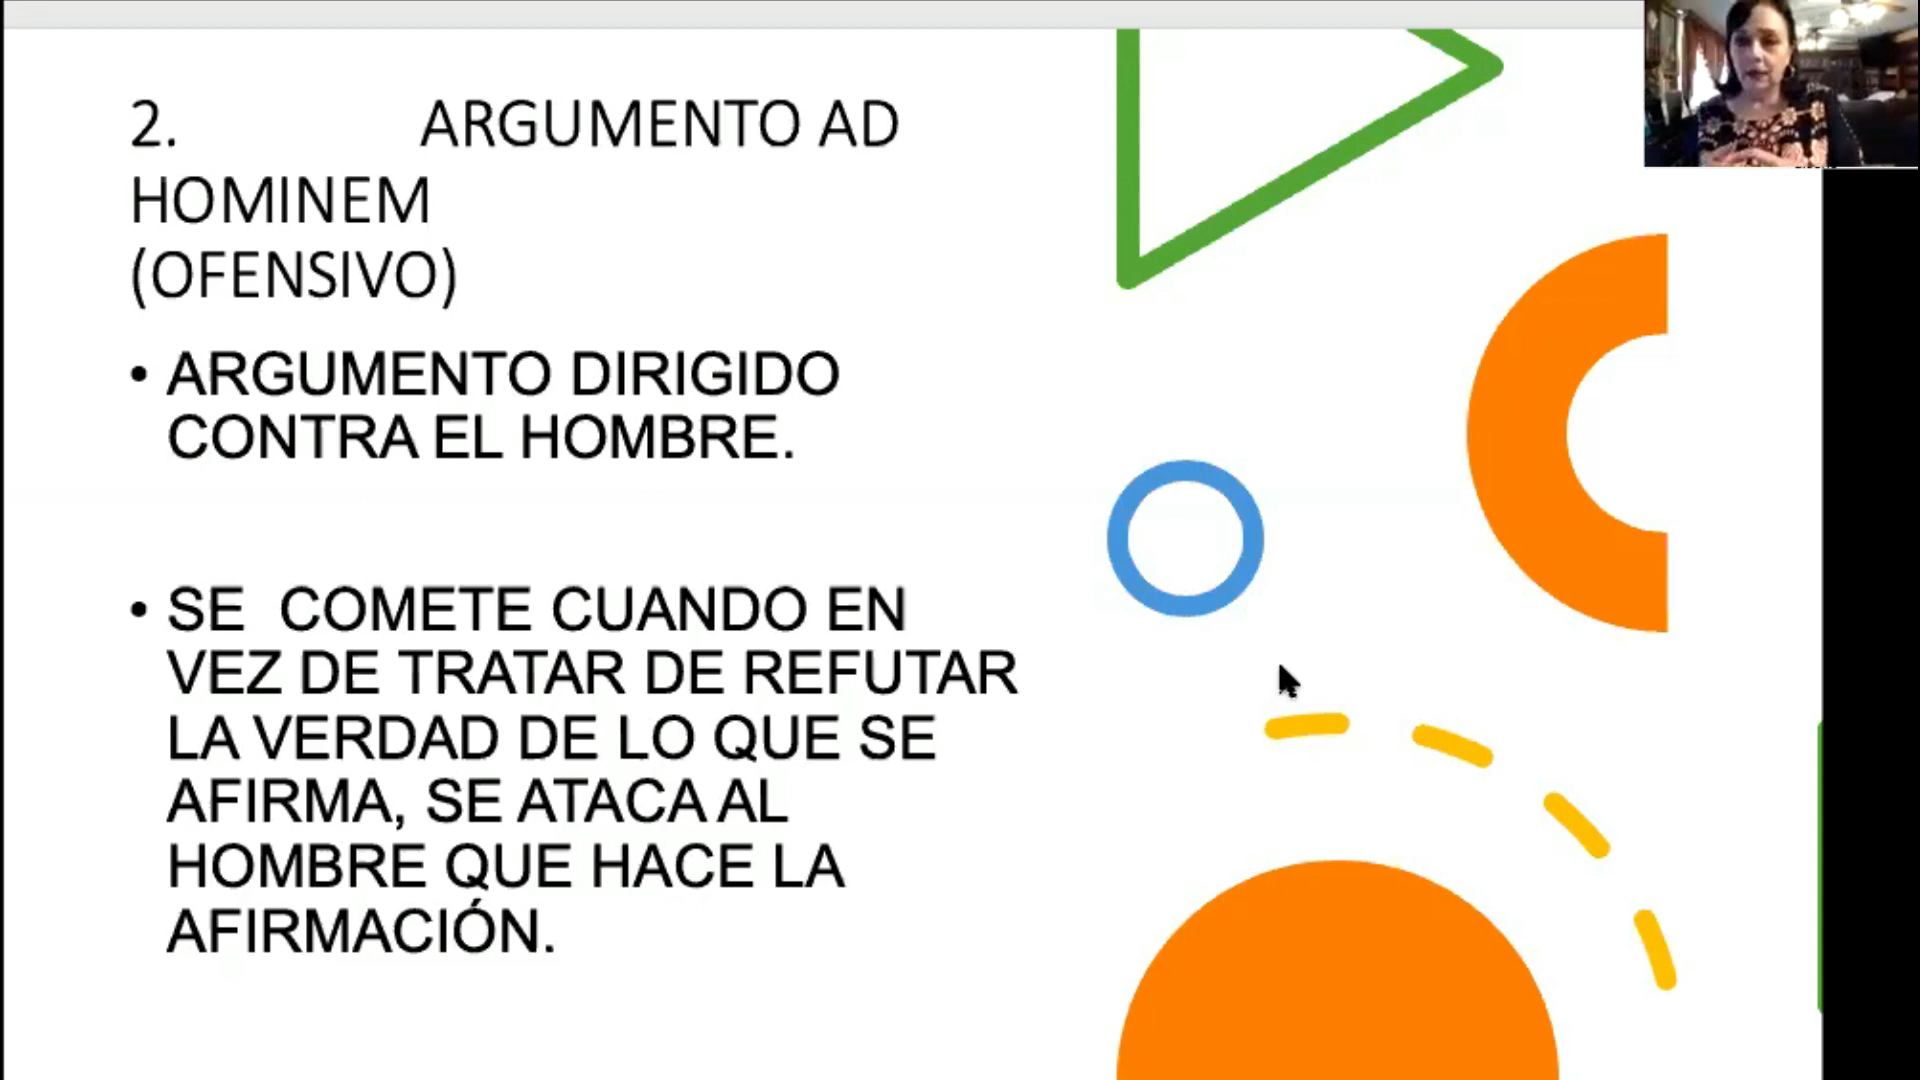 2. ARGUMENTO AD
HOMINEM
(OFENSIVO)
• ARGUMENTO DIRIGIDO
CONTRA EL HOMBRE.
• SE COMETE CUANDO EN
VEZ DE TRATAR DE REFUTAR
LA VERDAD DE LO QUE SE
AFIRMA, SE ATACA AL
HOMBRE QUE HACE LA
AFIRMACIÓN.